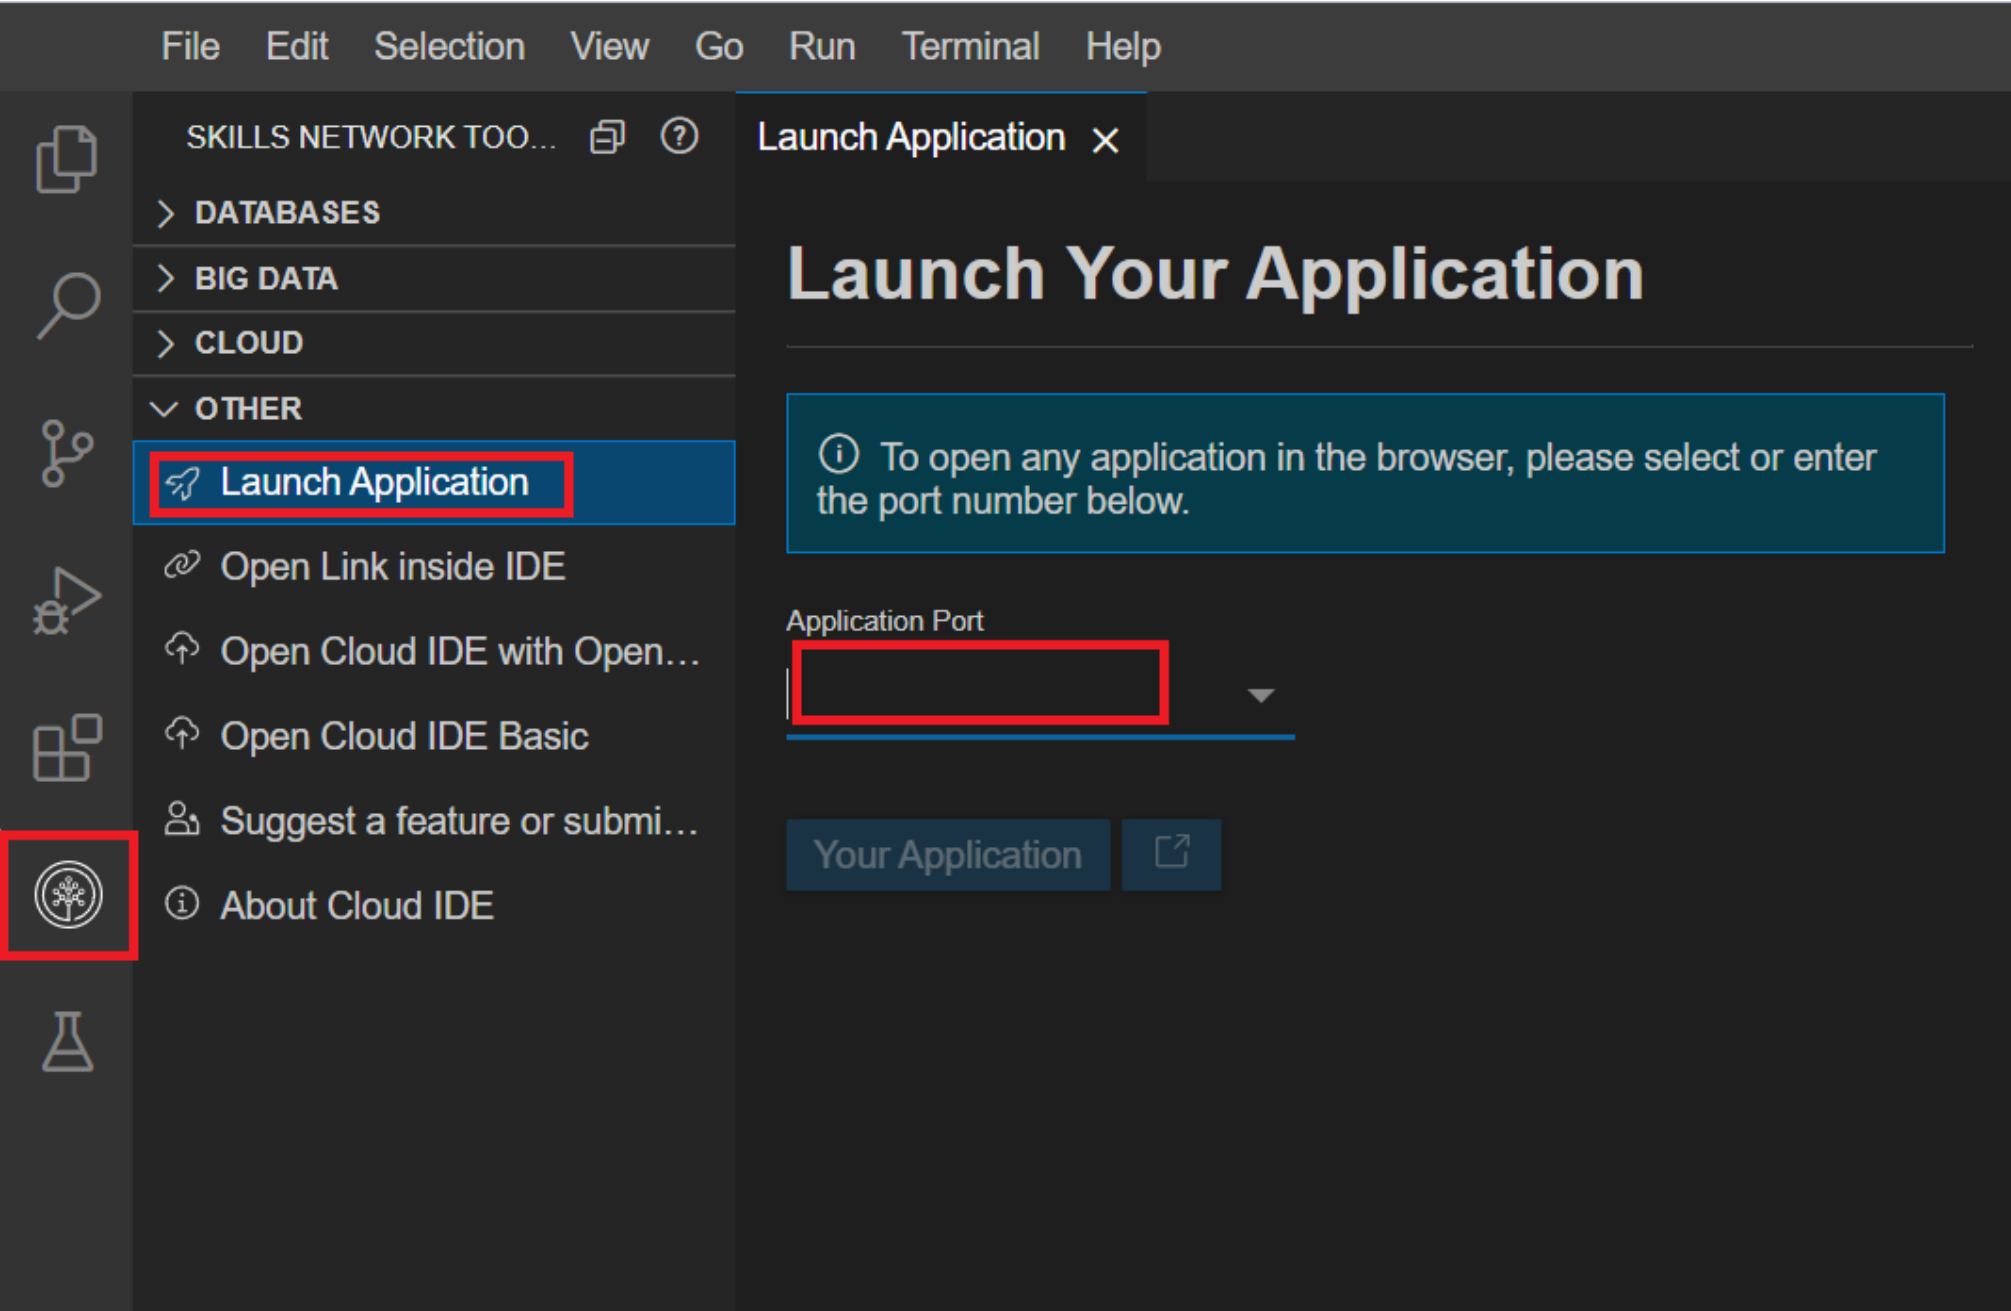 File Edit Selection View Go Run Terminal Help
SKILLS NETWORK TOO...
DATABASES
BIG DATA
CLOUD
OTHER
Launch Application
Open Link inside IDE
Open Cloud IDE with Open...
Open Cloud IDE Basic
Suggest a feature or submi...
About Cloud IDE
Launch Application
Launch Your Application
To open any application in the browser, please select or enter
the port number below.
Application Port
Your Application